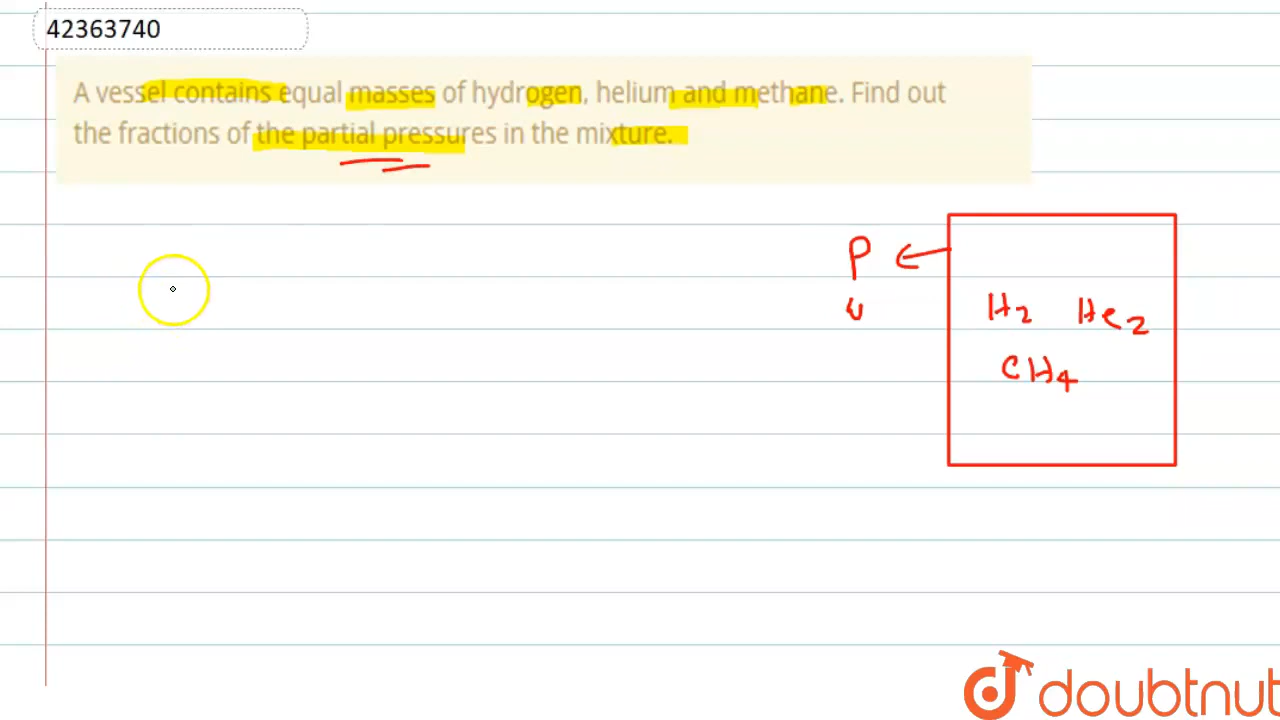 42363740
A vessel contains equal masses of hydrogen, helium and methane. Find out
the fractions of the partial pressures in the mixture.
P
H2 He2
CH4
doubtnut